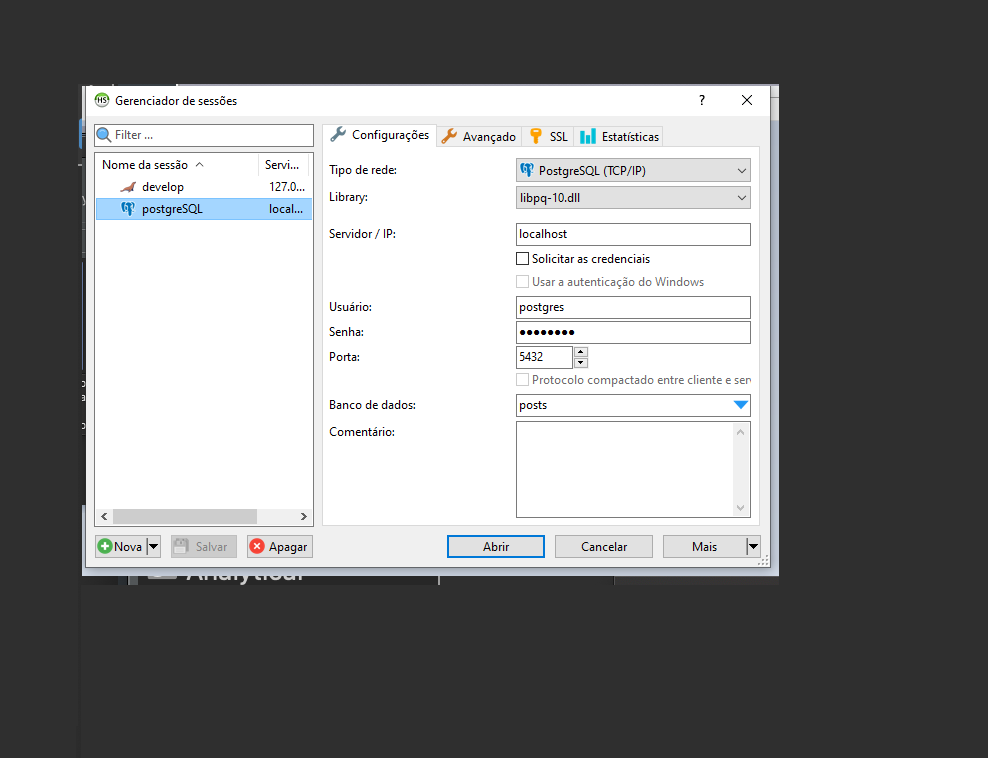 HS Gerenciador de sessões ?
Filter ...
Nome da sessão Servi...
develop 127.0...
postgreSQL local...
Configurações Avançado SSL Estatísticas
Tipo de rede: PostgreSQL (TCP/IP)
Library: libpq-10.dll
Servidor / IP: localhost
Solicitar as credenciais
Usar a autenticação do Windows
Usuário: postgres
Senha: ●●●●●●●●
Porta: 5432
Protocolo compactado entre cliente e serv
Banco de dados: posts
Comentário:
Nova Salvar Apagar Abrir Cancelar Mais
Analytical